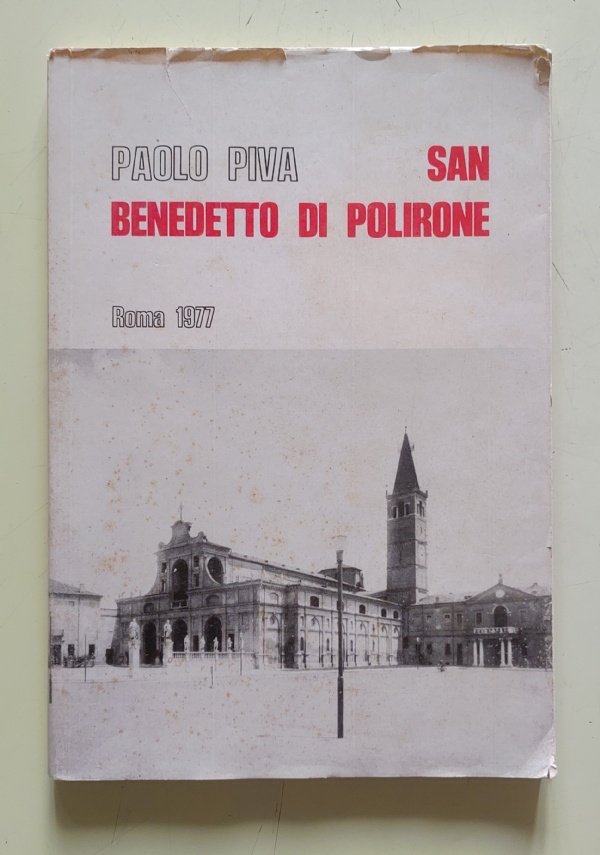 PAOLO PIVA SAN
BENEDETTO DI POLIRONE
Roma 1977